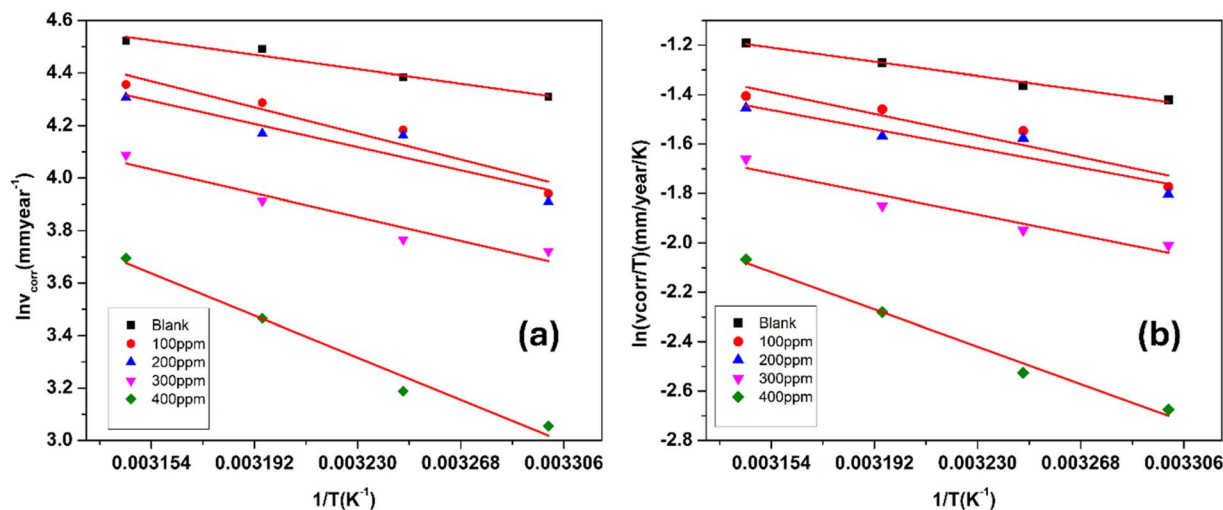 4.6
4.4
4.2
4.0
3.8
3.6
3.4
3.2
3.0
lnv_corr(mmyear⁻¹)
Blank
100ppm
200ppm
300ppm
400ppm
(a)
0.003154 0.003192 0.003230 0.003268 0.003306
1/T(K⁻¹)
-1.2
-1.4
-1.6
-1.8
-2.0
-2.2
-2.4
-2.6
-2.8
ln(vcorr/T)(mm/year/K)
Blank
100ppm
200ppm
300ppm
400ppm
(b)
0.003154 0.003192 0.003230 0.003268 0.003306
1/T(K⁻¹)